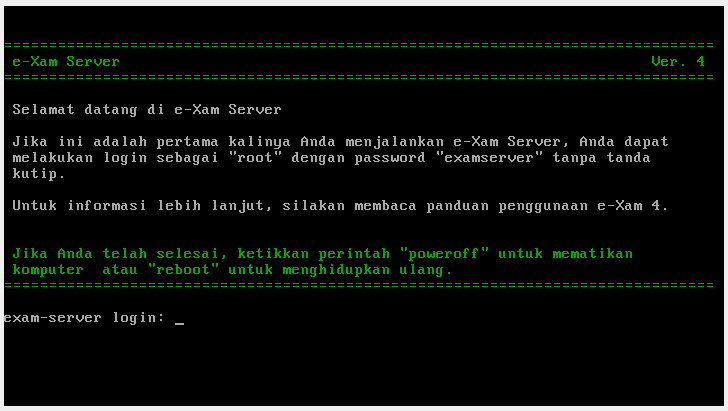 ================================================================================
e-Xam Server Ver. 4
================================================================================
Selamat datang di e-Xam Server
Jika ini adalah pertama kalinya Anda menjalankan e-Xam Server, Anda dapat
melakukan login sebagai "root" dengan password "examserver" tanpa tanda
kutip.
Untuk informasi lebih lanjut, silakan membaca panduan penggunaan e-Xam 4.
Jika Anda telah selesai, ketikkan perintah "poweroff" untuk mematikan
komputer  atau "reboot" untuk menghidupkan ulang.
================================================================================
exam-server login: _